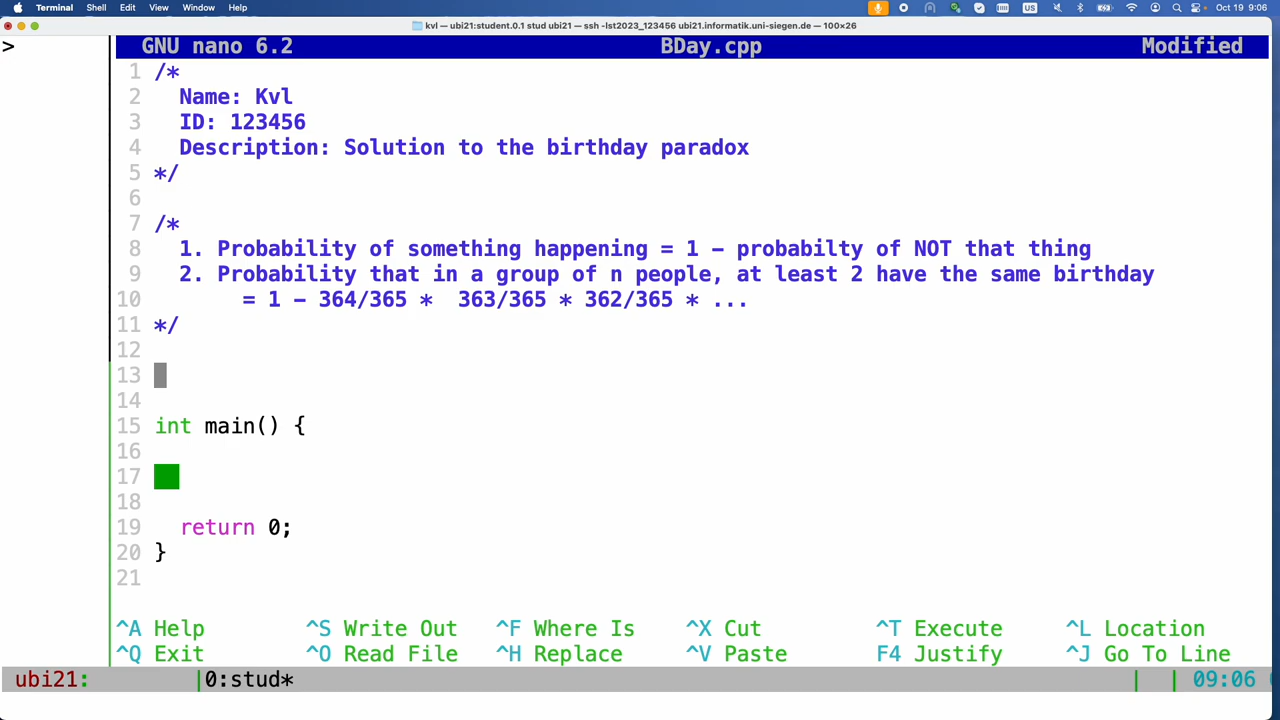 Terminal Shell Edit View Window Help US Oct 19 9:06
kvl — ubi21:student.0.1 stud ubi21 — ssh -lst2023_123456 ubi21.informatik.uni-siegen.de — 100×26
>
GNU nano 6.2 BDay.cpp Modified
1 /*
2 Name: Kvl
3 ID: 123456
4 Description: Solution to the birthday paradox
5 */
6
7 /*
8 1. Probability of something happening = 1 - probabilty of NOT that thing
9 2. Probability that in a group of n people, at least 2 have the same birthday
10 = 1 - 364/365 * 363/365 * 362/365 * ...
11 */
12
13
14
15 int main() {
16
17
18
19 return 0;
20 }
21
^A Help ^S Write Out ^F Where Is ^X Cut ^T Execute ^L Location
^Q Exit ^O Read File ^H Replace ^V Paste F4 Justify ^J Go To Line
ubi21: |0:stud* | | 09:06